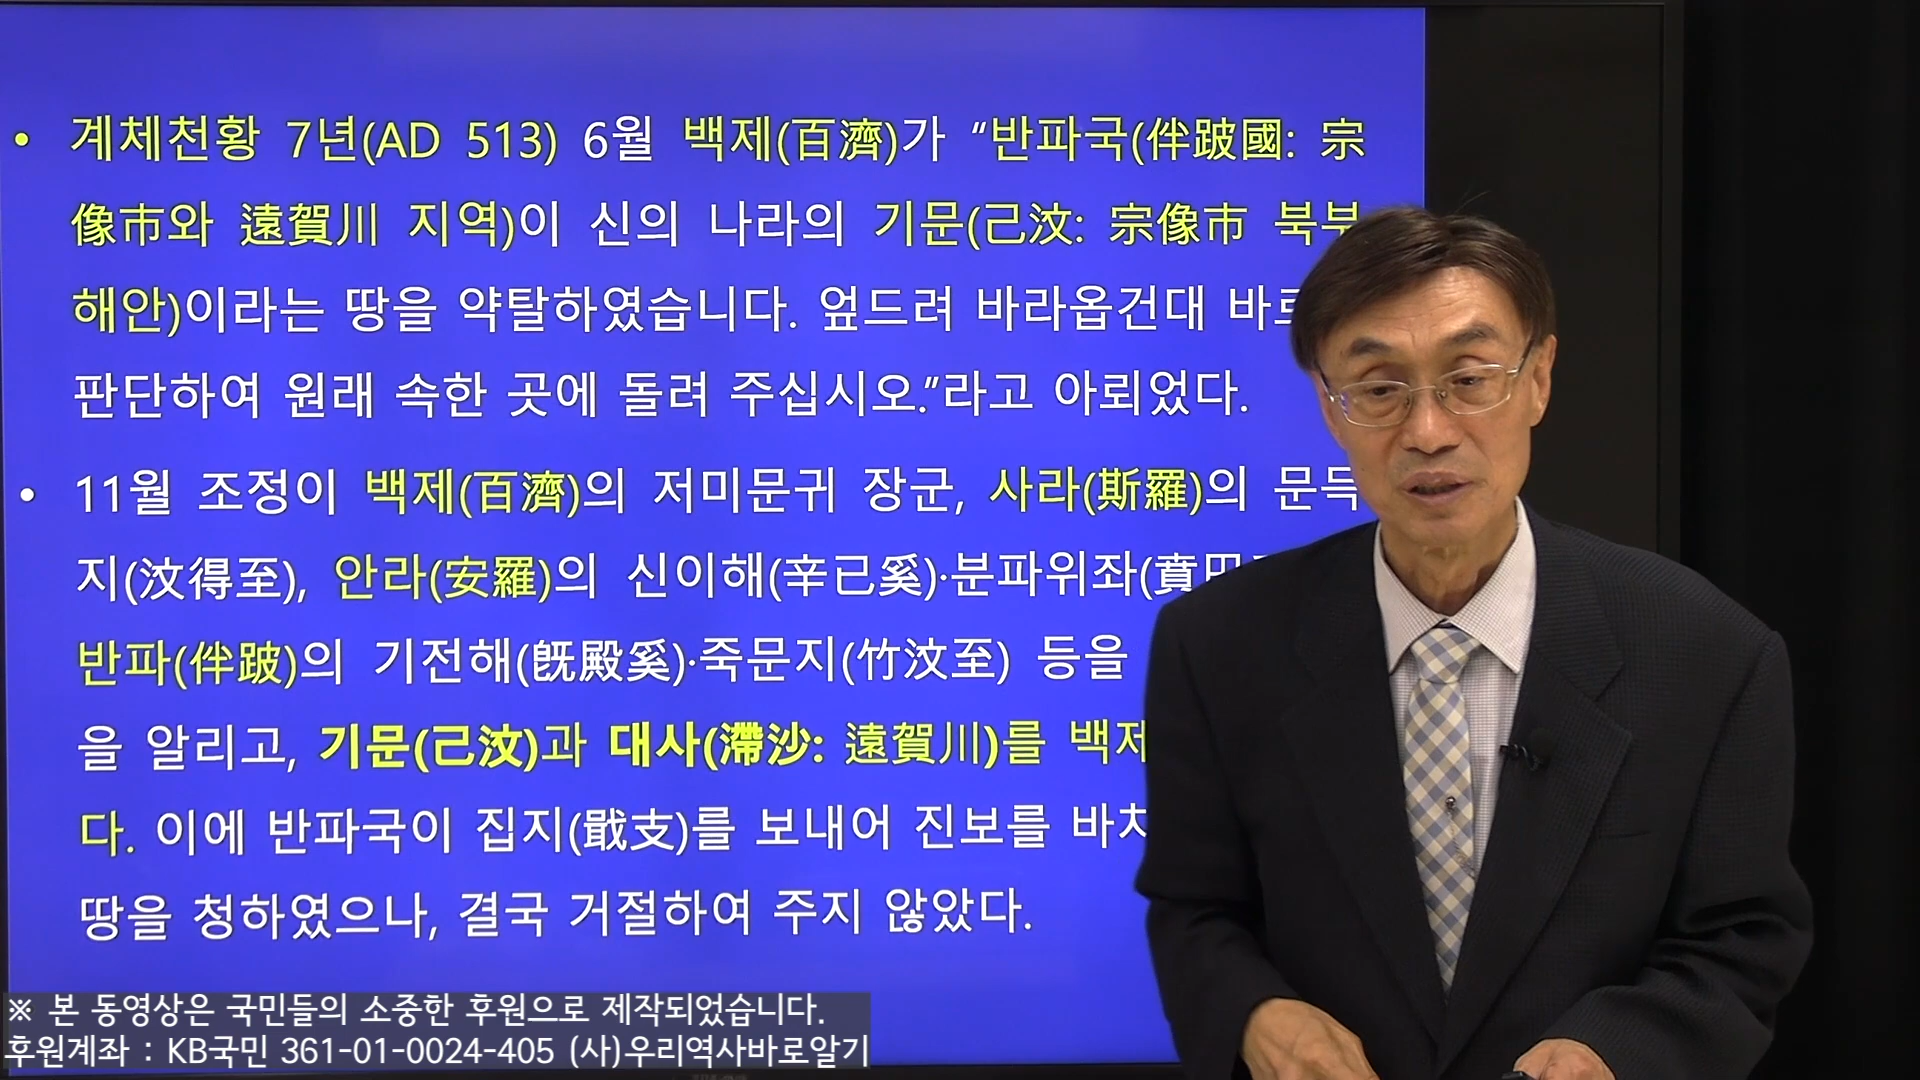 • 계체천황 7년(AD 513) 6월 백제(百濟)가 “반파국(伴跛國: 宗
像市와 遠賀川 지역)이 신의 나라의 기문(己汶: 宗像市 북부
해안)이라는 땅을 약탈하였습니다. 엎드려 바라옵건대
판단하여 원래 속한 곳에 돌려 주십시오.”라고 아뢰었다.
• 11월 조정이 백제(百濟)의 저미문귀 장군, 사라(斯羅)의 문득
지(汶得至), 안라(安羅)의 신이해(辛已奚)·분파위좌(賁巴
반파(伴跛)의 기전해(旣殿奚)·죽문지(竹汶至) 등을
을 알리고, 기문(己汶)과 대사(滯沙: 遠賀川)를 백제
다. 이에 반파국이 집지(戢支)를 보내어 진보를
땅을 청하였으나, 결국 거절하여 주지 않았다.
※ 본 동영상은 국민들의 소중한 후원으로 제작되었습니다.
후원계좌 : KB국민 361-01-0024-405 (사)우리역사바로알기